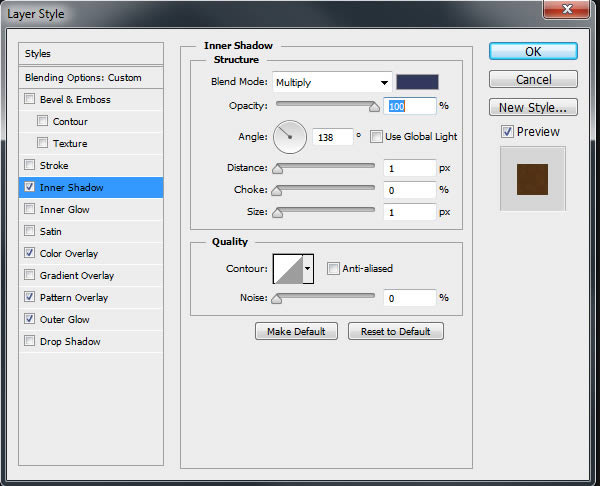 Layer Style
Styles
Blending Options: Custom
Bevel & Emboss
Contour
Texture
Stroke
Inner Shadow
Inner Glow
Satin
Color Overlay
Gradient Overlay
Pattern Overlay
Outer Glow
Drop Shadow
Inner Shadow
Structure
Blend Mode: Multiply
Opacity: 100 %
Angle: 138 ° Use Global Light
Distance: 1 px
Choke: 0 %
Size: 1 px
Quality
Contour: Anti-aliased
Noise: 0 %
Make Default Reset to Default
OK
Cancel
New Style...
Preview